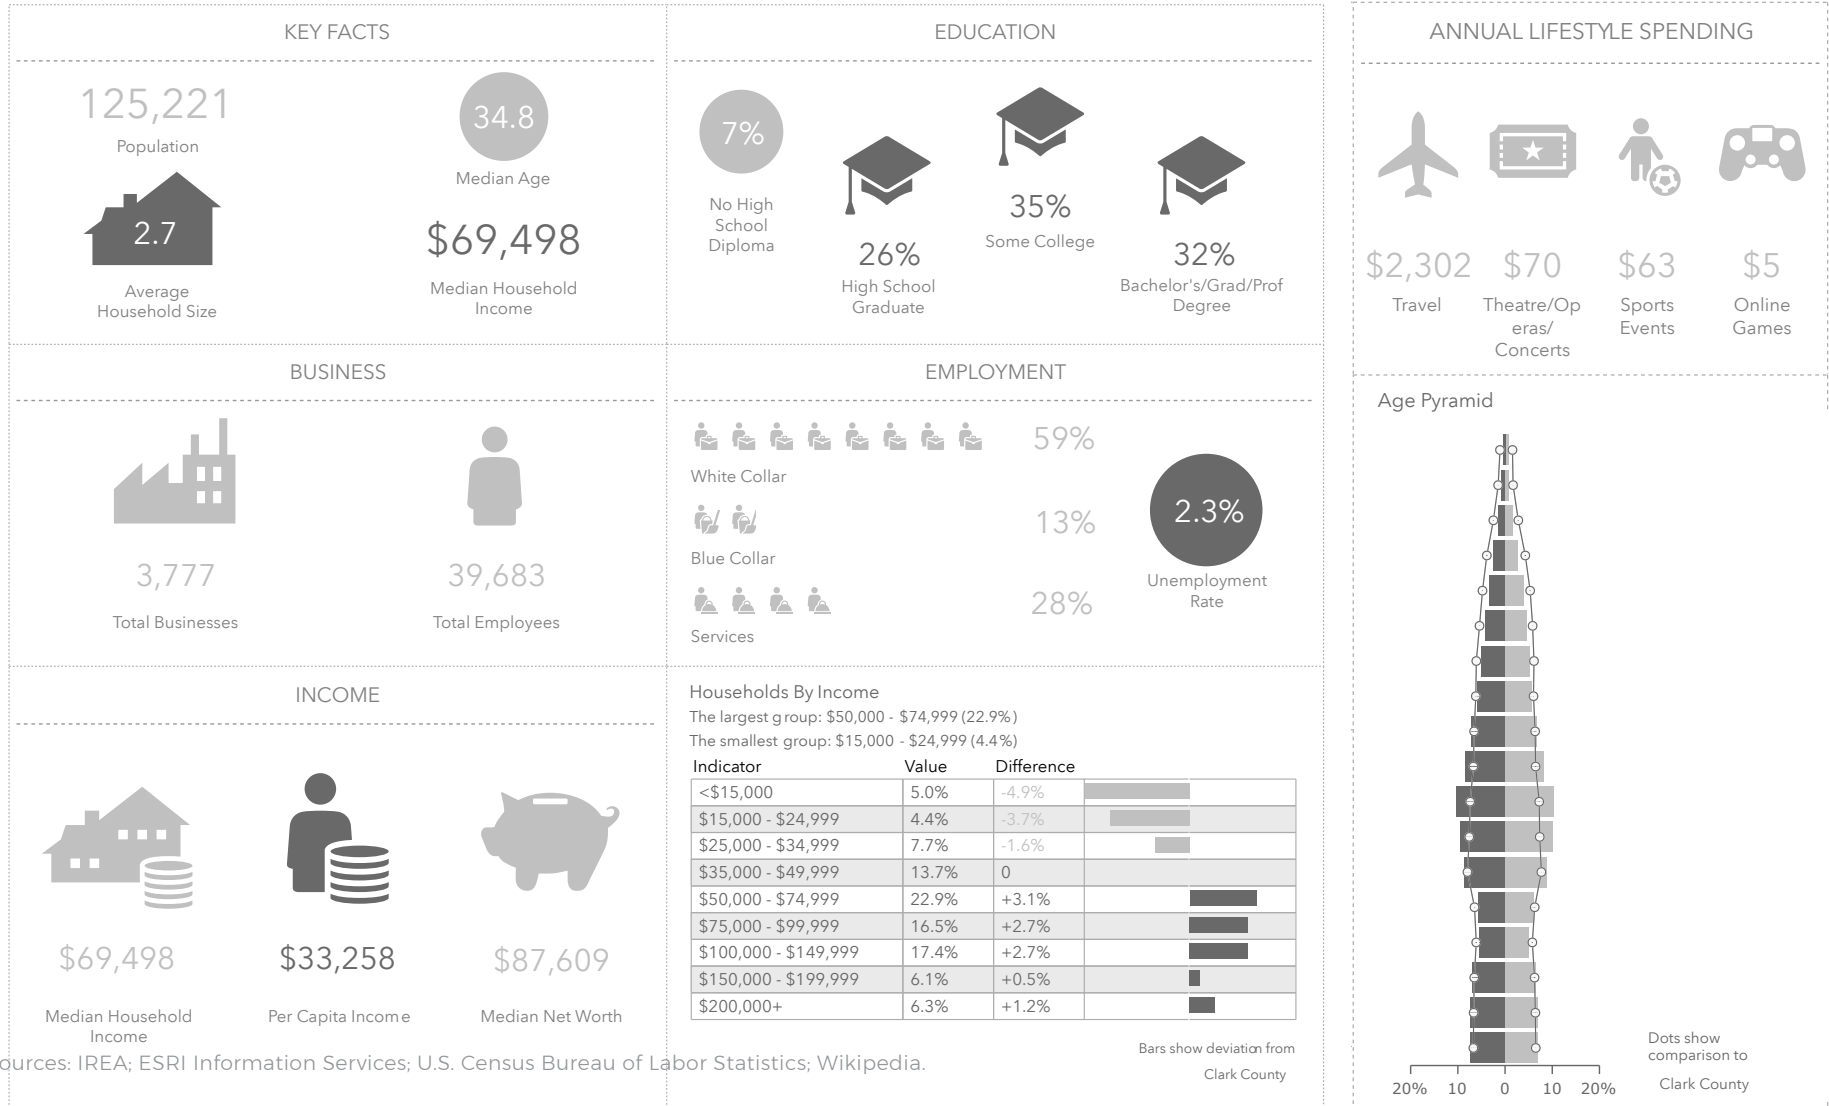 KEY FACTS
125,221
Population
34.8
Median Age
2.7
Average
Household Size
$69,498
Median Household
Income
EDUCATION
7%
No High
School
Diploma
26%
High School
Graduate
35%
Some College
32%
Bachelor's/Grad/Prof
Degree
ANNUAL LIFESTYLE SPENDING
$2,302
Travel
$70
Theatre/Op
eras/
Concerts
$63
Sports
Events
$5
Online
Games
BUSINESS
3,777
Total Businesses
39,683
Total Employees
EMPLOYMENT
59%
White Collar
13%
Blue Collar
28%
Services
2.3%
Unemployment
Rate
INCOME
$69,498
Median Household
Income
$33,258
Per Capita Income
$87,609
Median Net Worth
Households By Income
The largest group: $50,000 - $74,999 (22.9%)
The smallest group: $15,000 - $24,999 (4.4%)
Indicator Value Difference
<$15,000 5.0% -4.9%
$15,000 - $24,999 4.4% -3.7%
$25,000 - $34,999 7.7% -1.6%
$35,000 - $49,999 13.7% 0
$50,000 - $74,999 22.9% +3.1%
$75,000 - $99,999 16.5% +2.7%
$100,000 - $149,999 17.4% +2.7%
$150,000 - $199,999 6.1% +0.5%
$200,000+ 6.3% +1.2%
Bars show deviation from
Clark County
Age Pyramid
20% 10 0 10 20%
Dots show
comparison to
Clark County
ources: IREA; ESRI Information Services; U.S. Census Bureau of Labor Statistics; Wikipedia.